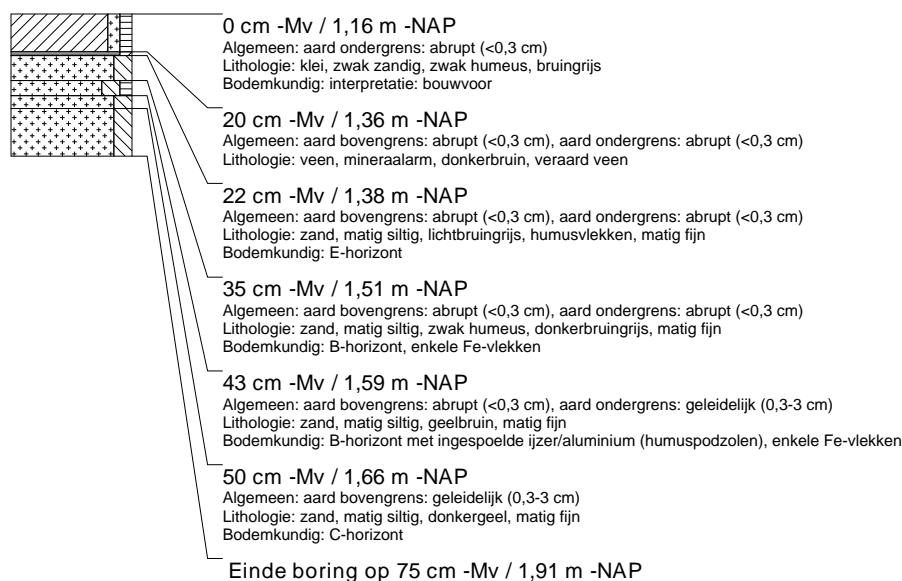 0 cm -Mv / 1,16 m -NAP
Algemeen: aard ondergrens: abrupt (<0,3 cm)
Lithologie: klei, zwak zandig, zwak humeus, bruingrijs
Bodemkundig: interpretatie: bouwvoor
20 cm -Mv / 1,36 m -NAP
Algemeen: aard bovengrens: abrupt (<0,3 cm), aard ondergrens: abrupt (<0,3 cm)
Lithologie: veen, mineraalarm, donkerbruin, veraard veen
22 cm -Mv / 1,38 m -NAP
Algemeen: aard bovengrens: abrupt (<0,3 cm), aard ondergrens: abrupt (<0,3 cm)
Lithologie: zand, matig siltig, lichtbruingrijs, humusvlekken, matig fijn
Bodemkundig: E-horizont
35 cm -Mv / 1,51 m -NAP
Algemeen: aard bovengrens: abrupt (<0,3 cm), aard ondergrens: abrupt (<0,3 cm)
Lithologie: zand, matig siltig, zwak humeus, donkerbruingrijs, matig fijn
Bodemkundig: B-horizont, enkele Fe-vlekken
43 cm -Mv / 1,59 m -NAP
Algemeen: aard bovengrens: abrupt (<0,3 cm), aard ondergrens: geleidelijk (0,3-3 cm)
Lithologie: zand, matig siltig, geelbruin, matig fijn
Bodemkundig: B-horizont met ingespoelde ijzer/aluminium (humuspodzolen), enkele Fe-vlekken
50 cm -Mv / 1,66 m -NAP
Algemeen: aard bovengrens: geleidelijk (0,3-3 cm)
Lithologie: zand, matig siltig, donkergeel, matig fijn
Bodemkundig: C-horizont
Einde boring op 75 cm -Mv / 1,91 m -NAP